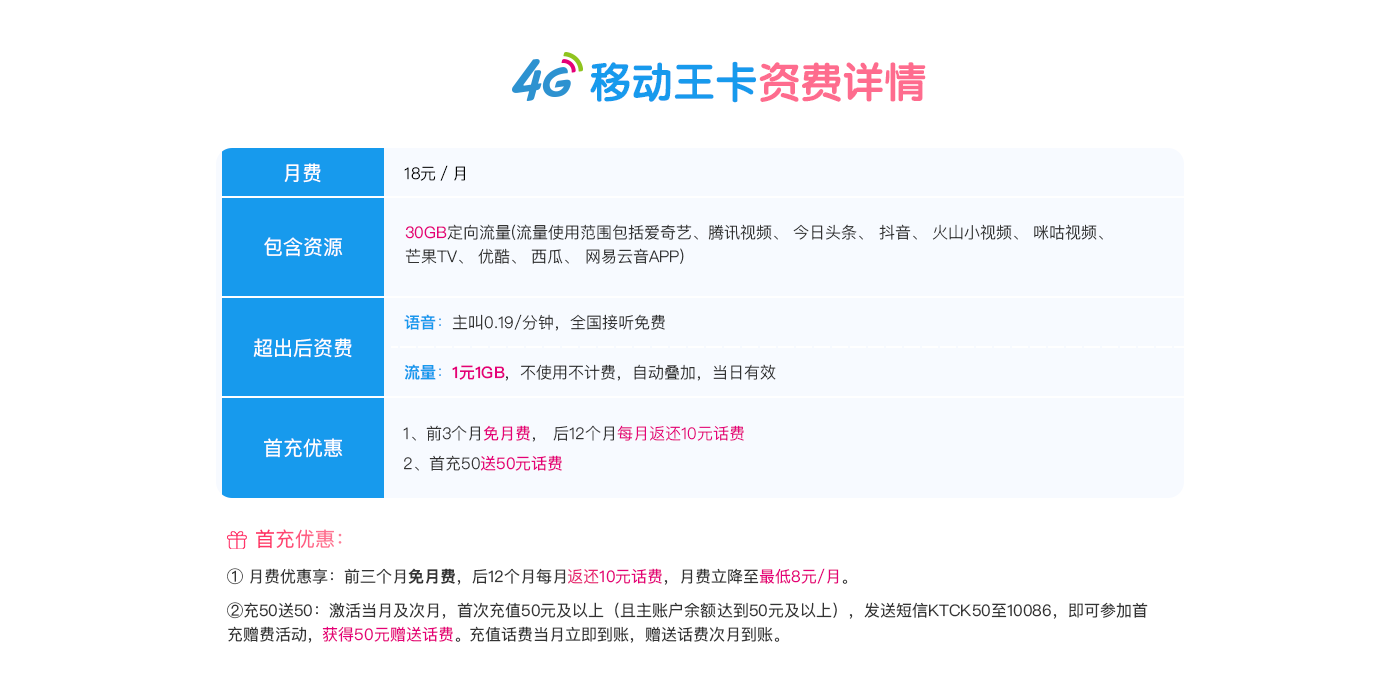 4G 移动王卡资费详情
月费
18元 / 月
包含资源
30GB定向流量(流量使用范围包括爱奇艺、腾讯视频、 今日头条、 抖音、 火山小视频、 咪咕视频、
芒果TV、 优酷、 西瓜、 网易云音APP)
超出后资费
语音：主叫0.19/分钟，全国接听免费
流量：1元1GB，不使用不计费，自动叠加，当日有效
首充优惠
1、前3个月免月费， 后12个月每月返还10元话费
2、首充50送50元话费
首充优惠：
① 月费优惠享：前三个月免月费，后12个月每月返还10元话费，月费立降至最低8元/月。
②充50送50：激活当月及次月，首次充值50元及以上（且主账户余额达到50元及以上），发送短信KTCK50至10086，即可参加首
充赠费活动，获得50元赠送话费。充值话费当月立即到账，赠送话费次月到账。